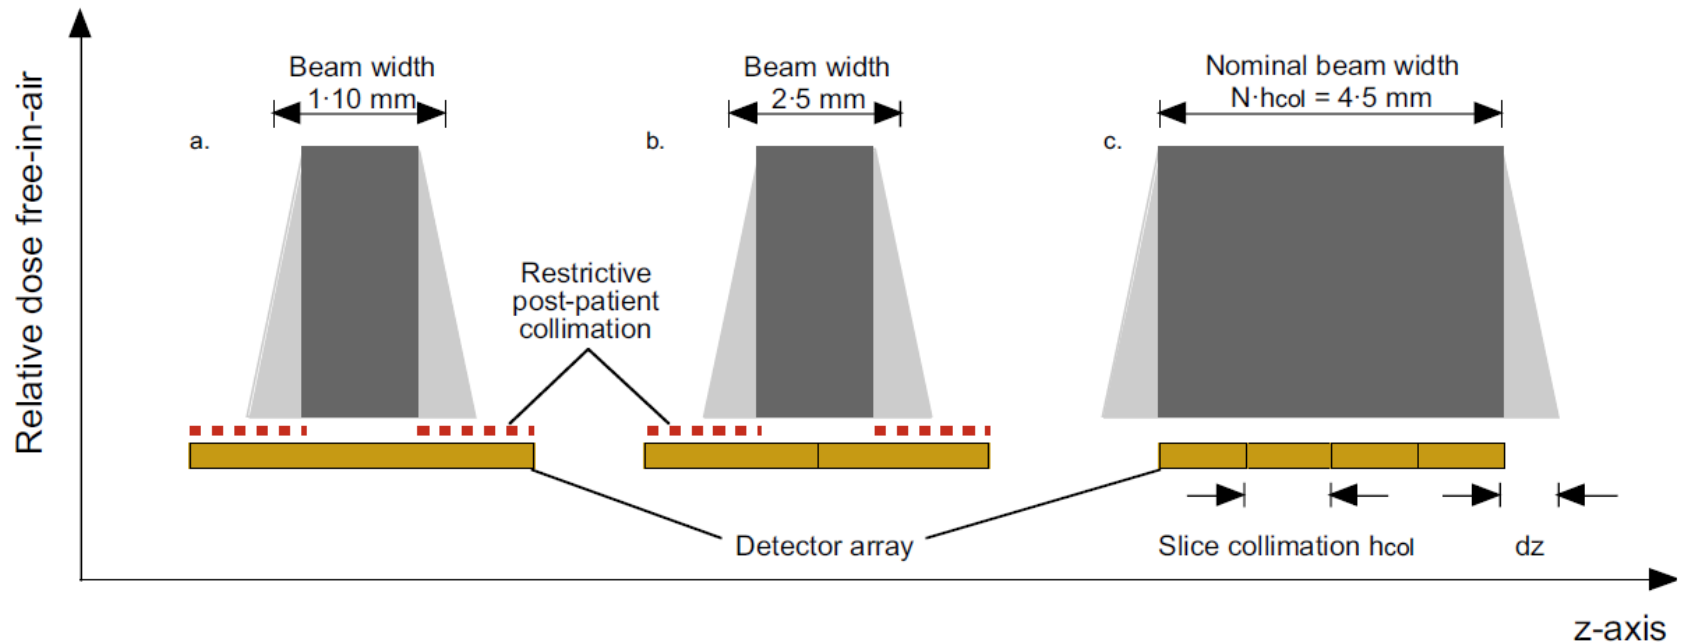 Relative dose free-in-air
Beam width
1·10 mm
a.
Beam width
2·5 mm
b.
Nominal beam width
N·hcol = 4·5 mm
c.
Restrictive
post-patient
collimation
Detector array
Slice collimation hcol
dz
z-axis